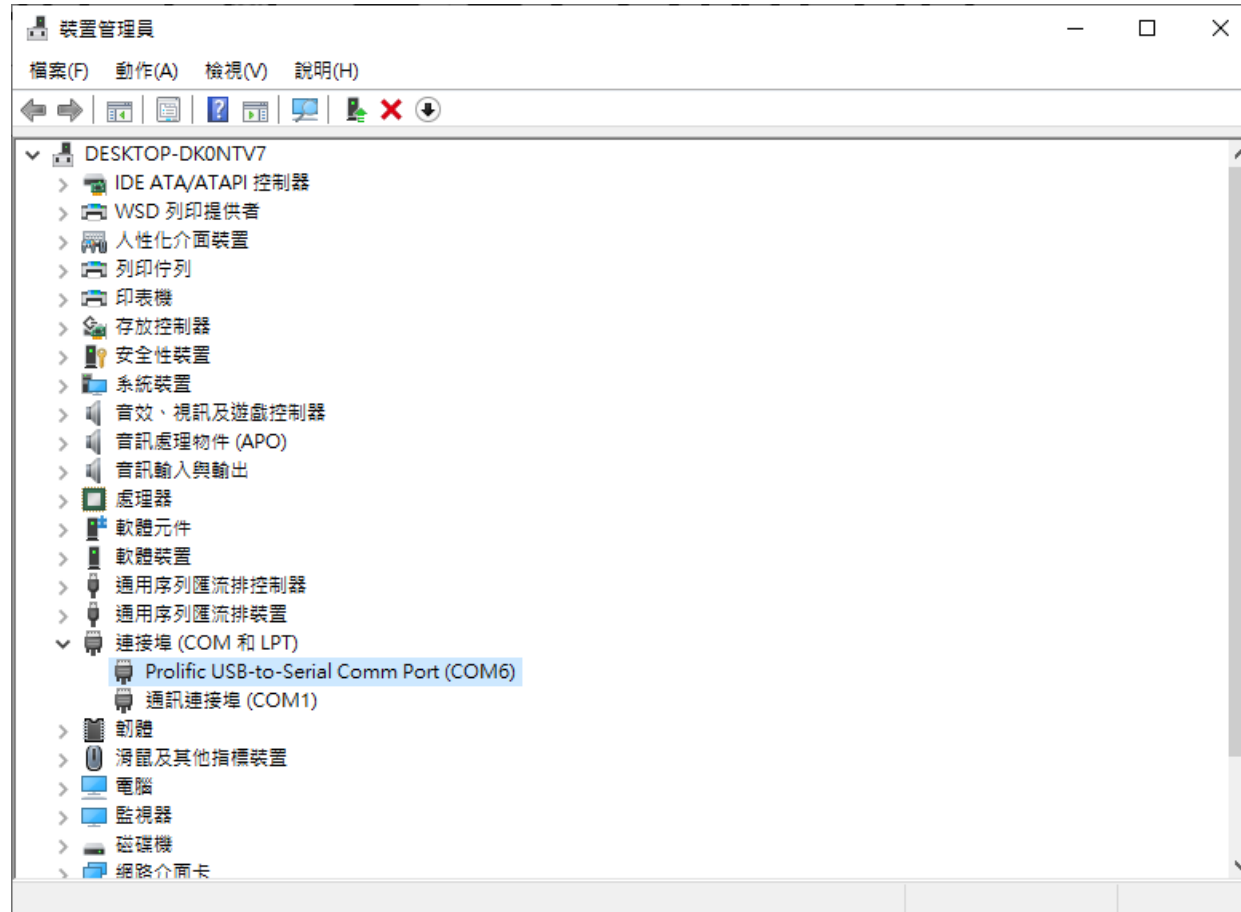 裝置管理員
檔案(F) 動作(A) 檢視(V) 說明(H)
DESKTOP-DK0NTV7
IDE ATA/ATAPI 控制器
WSD 列印提供者
人性化介面裝置
列印佇列
印表機
存放控制器
安全性裝置
系統裝置
音效、視訊及遊戲控制器
音訊處理物件 (APO)
音訊輸入與輸出
處理器
軟體元件
軟體裝置
通用序列匯流排控制器
通用序列匯流排裝置
連接埠 (COM 和 LPT)
Prolific USB-to-Serial Comm Port (COM6)
通訊連接埠 (COM1)
韌體
滑鼠及其他指標裝置
電腦
監視器
磁碟機
網路介面卡